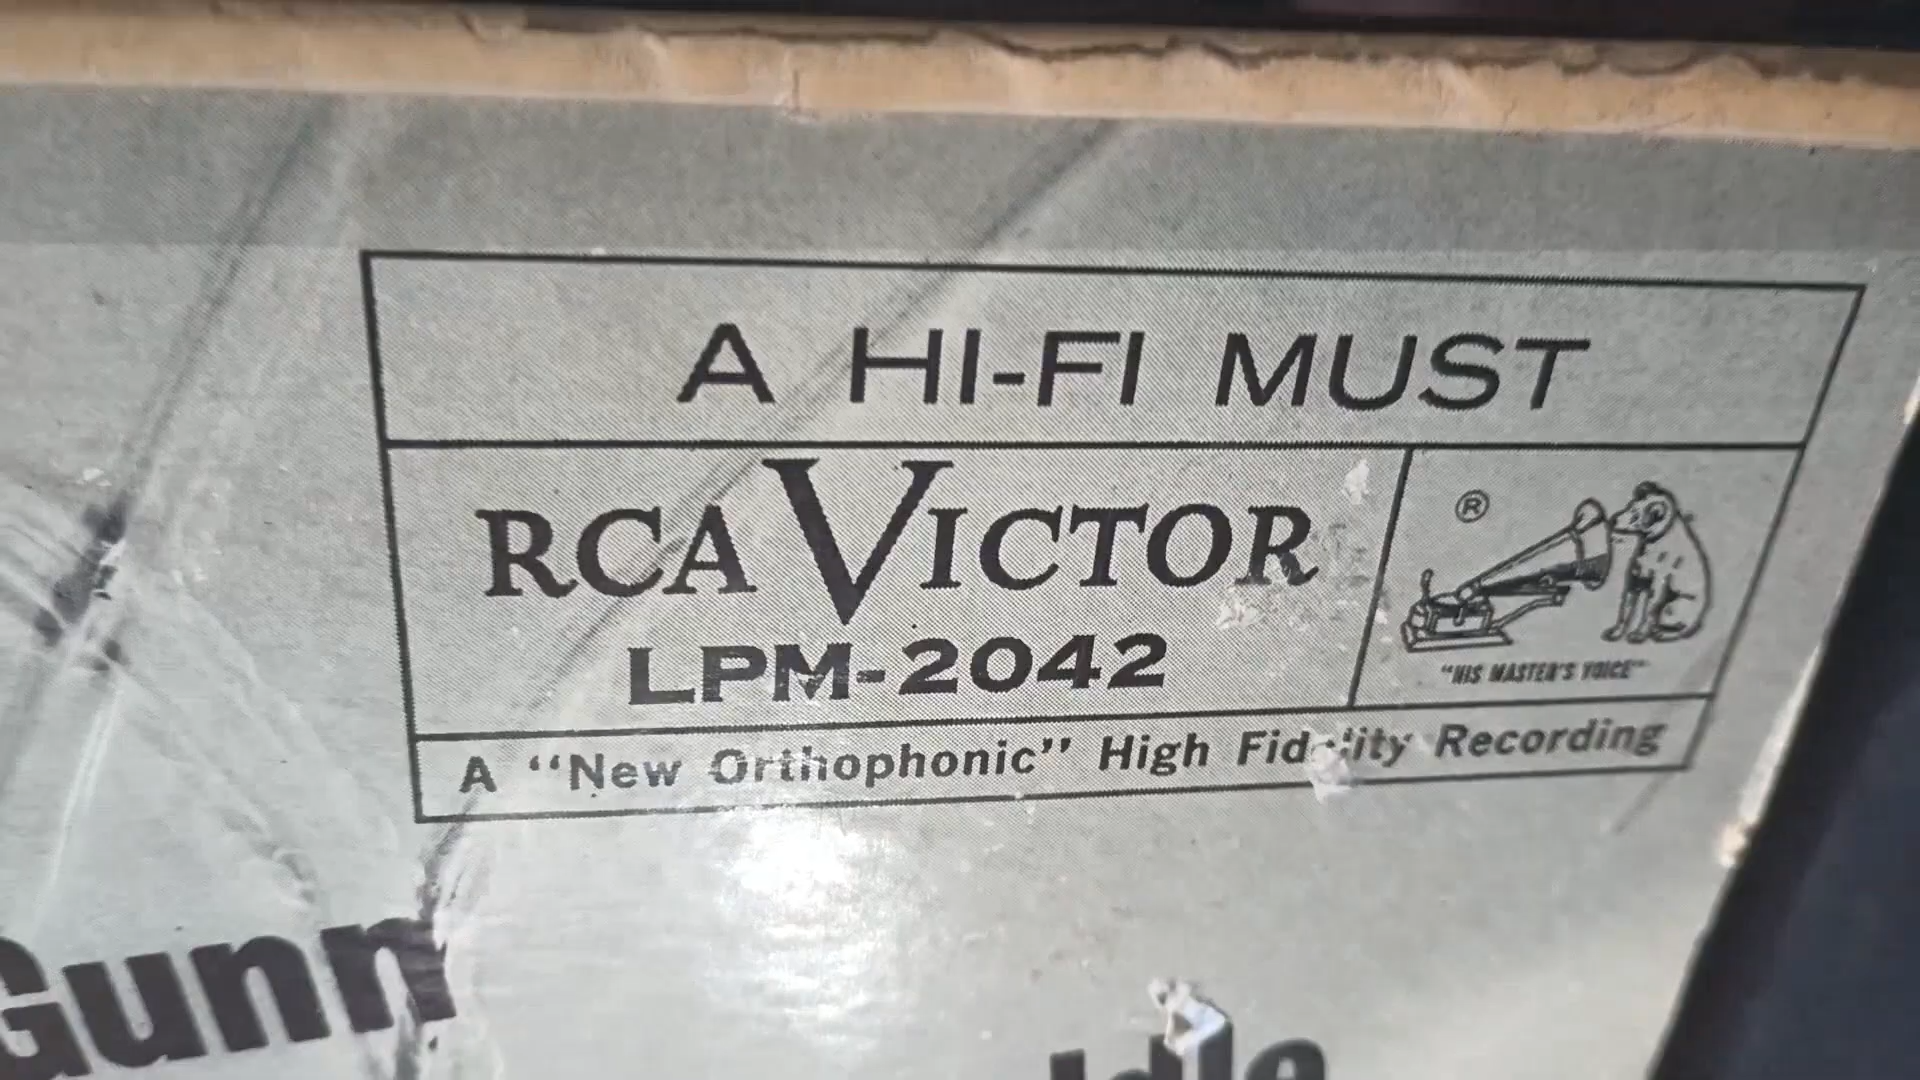 A HI-FI MUST
RCA VICTOR
®
LPM-2042
"HIS MASTER'S VOICE"
A "New Orthophonic" High Fidelity Recording
Gunn